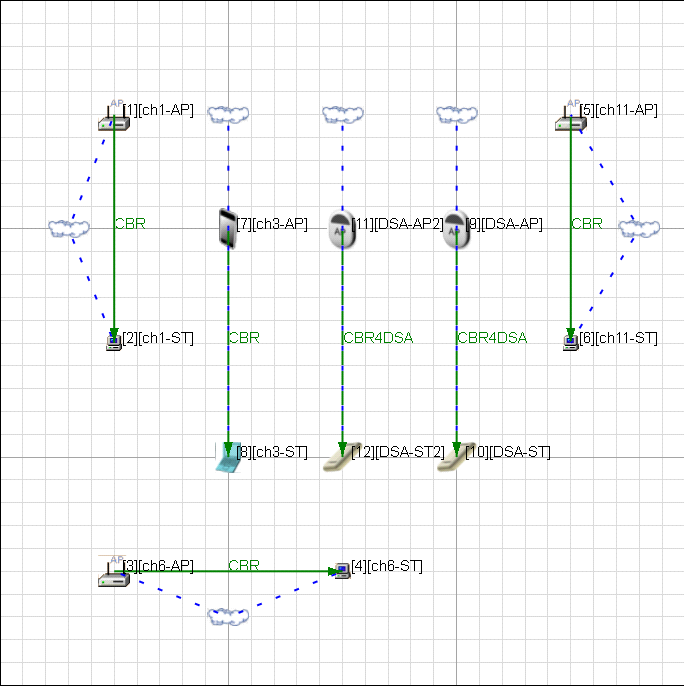 AP
[1][ch1-AP]
AP
[5][ch11-AP]
CBR
CBR
[7][ch3-AP]
AP
[11][DSA-AP2]
AP
[9][DSA-AP]
[2][ch1-ST]
CBR
CBR4DSA
CBR4DSA
[6][ch11-ST]
[8][ch3-ST]
[12][DSA-ST2]
[10][DSA-ST]
AP
[3][ch6-AP]
CBR
[4][ch6-ST]